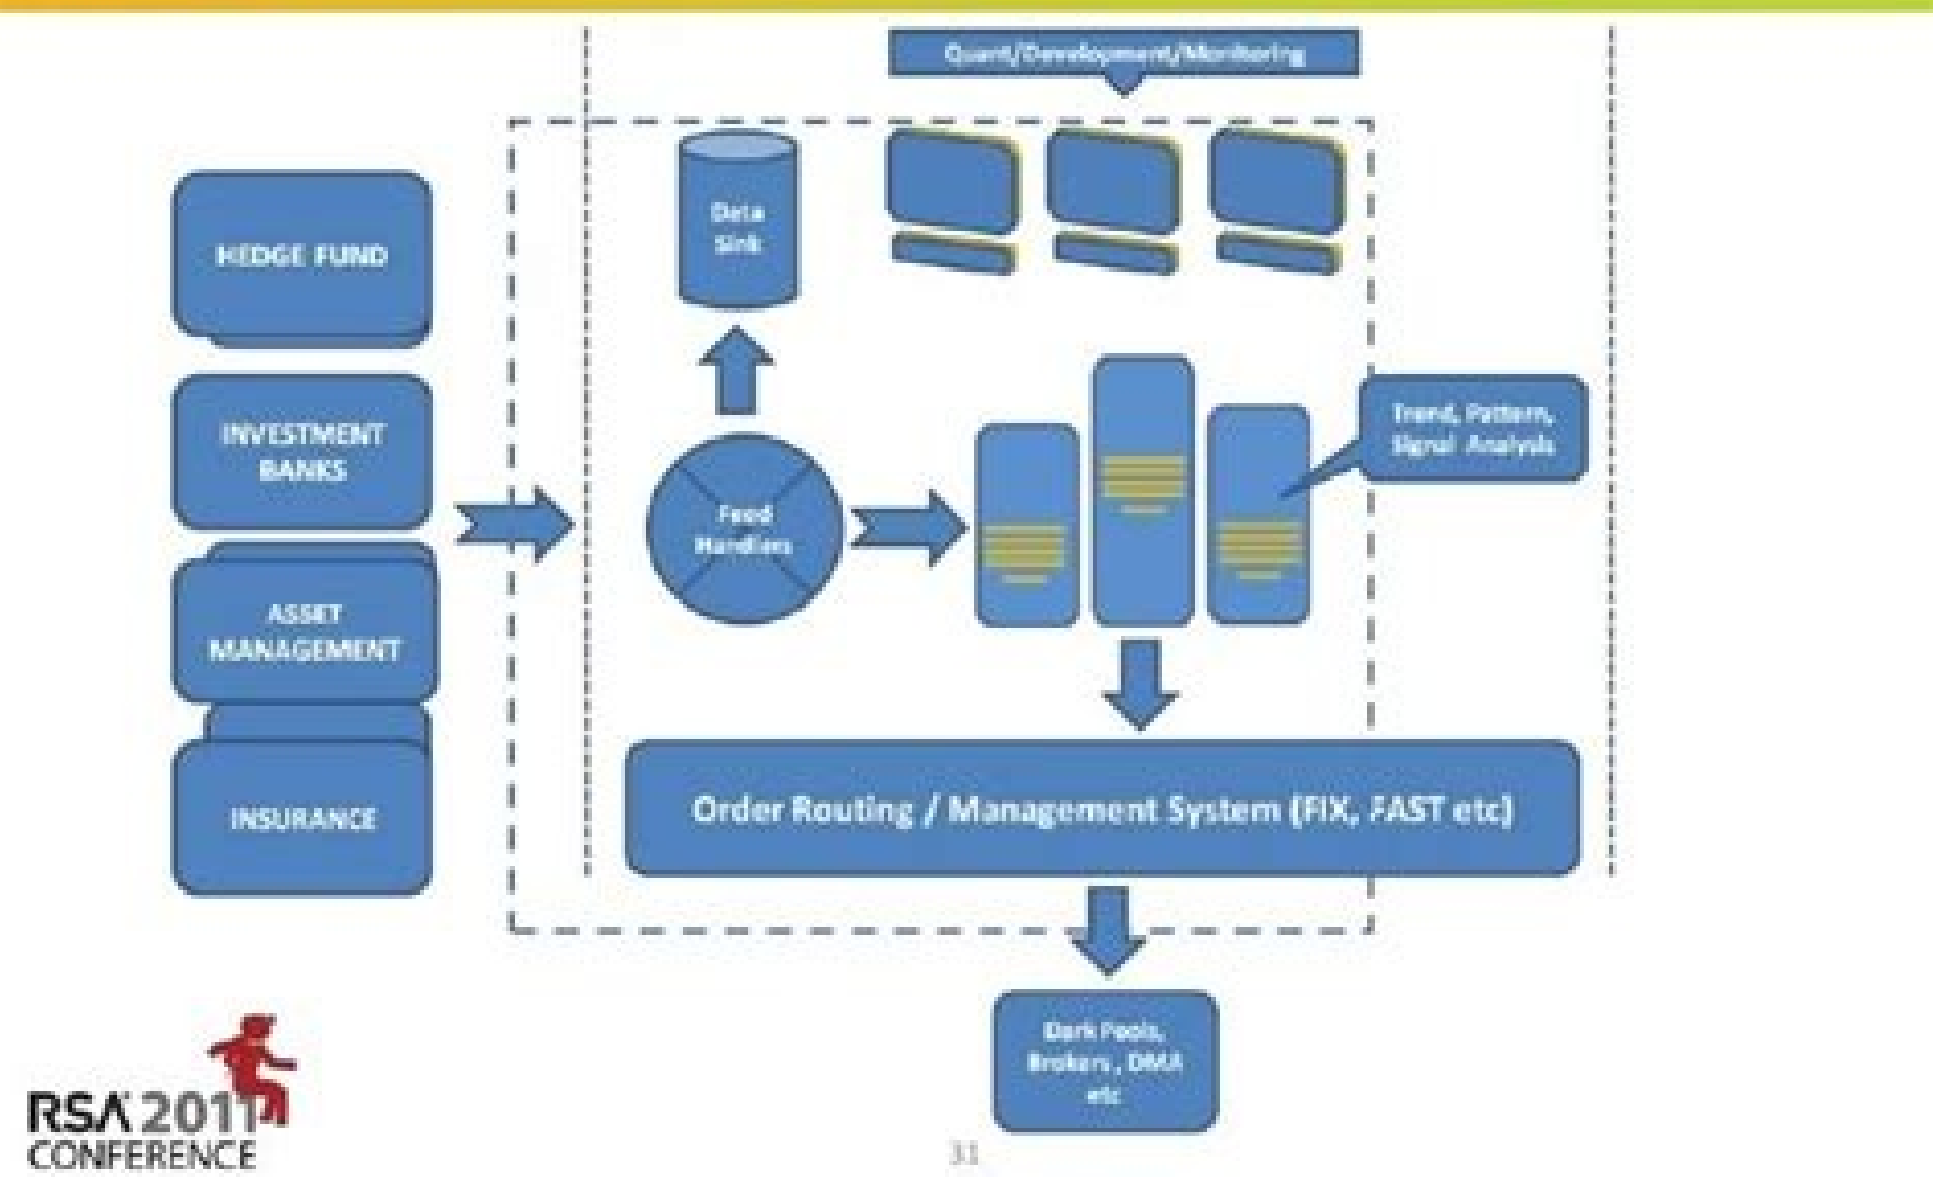 Quant/Development/Monitoring
Data
Sink
HEDGE FUND
INVESTMENT
BANKS
Trend, Pattern,
Signal Analysis
Feed
Handlers
ASSET
MANAGEMENT
Order Routing / Management System (FIX, FAST etc)
INSURANCE
Dark Pools,
Brokers, DMA
etc
RSA 2011
CONFERENCE
31